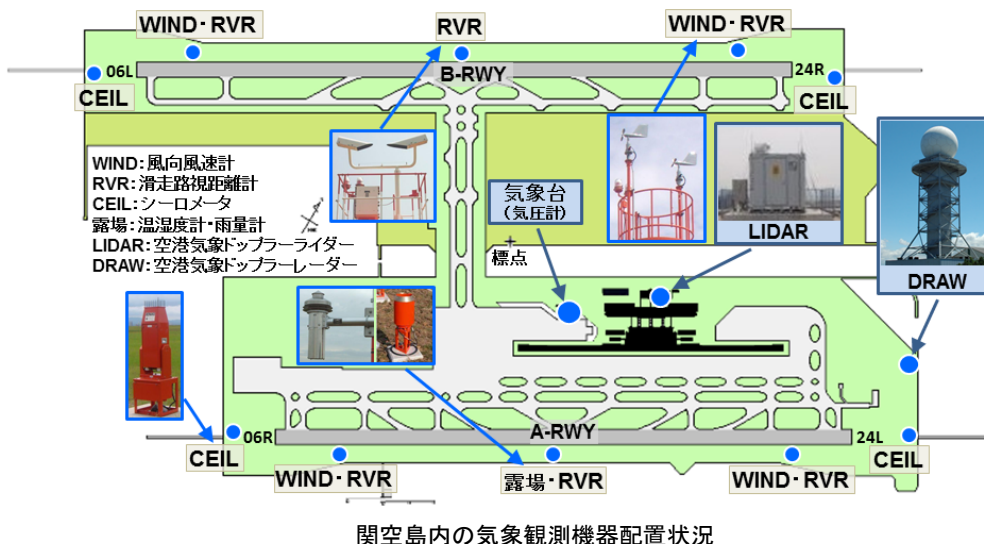 WIND・RVR
RVR
WIND・RVR
06L
24R
CEIL
B-RWY
CEIL
WIND:風向風速計
RVR:滑走路視距離計
CEIL:シーロメータ
露場:温湿度計・雨量計
LIDAR:空港気象ドップラーライダー
DRAW:空港気象ドップラーレーダー
気象台
(気圧計)
LIDAR
標点
DRAW
06R
A-RWY
24L
CEIL
CEIL
WIND・RVR
露場・RVR
WIND・RVR
関空島内の気象観測機器配置状況